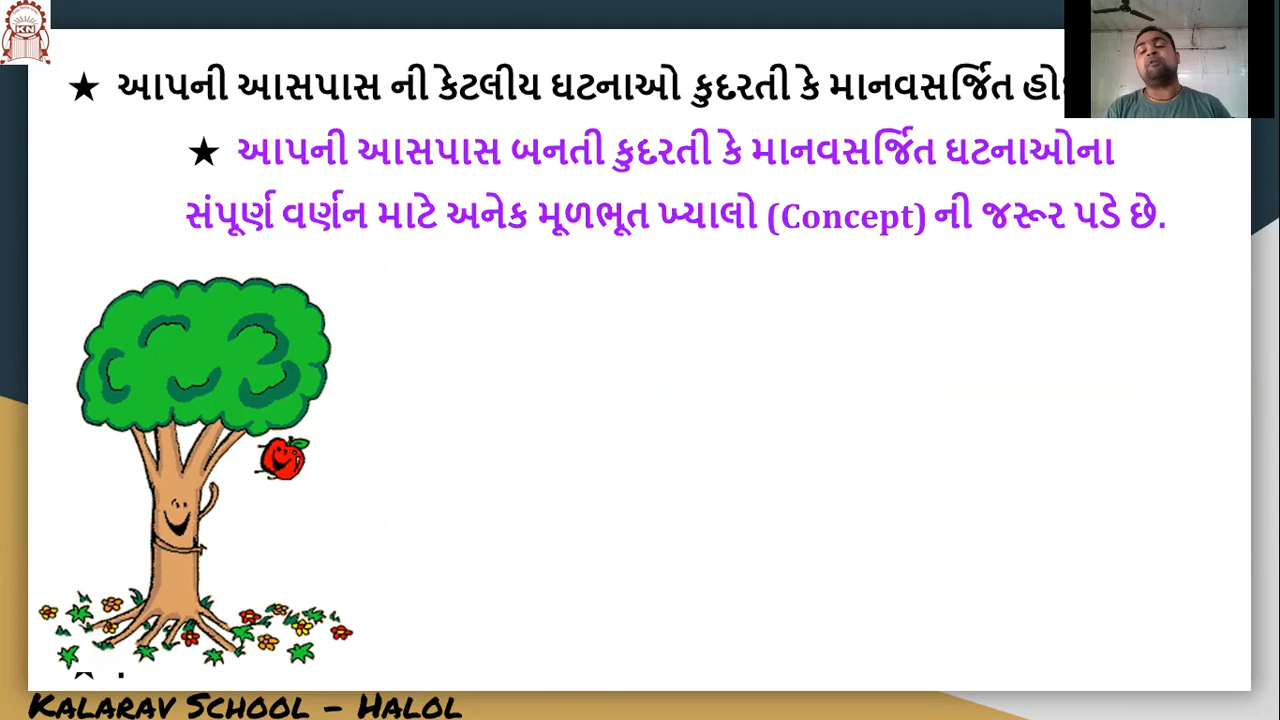 KN
★ આપની આસપાસ ની કેટલીય ઘટનાઓ કુદરતી કે માનવસર્જિત
★ આપની આસપાસ બનતી કુદરતી કે માનવસર્જિત ઘટનાઓના
સંપૂર્ણ વર્ણન માટે અનેક મૂળભૂત ખ્યાલો (Concept) ની જરૂર પડે છે.
Kalarav School - Halol